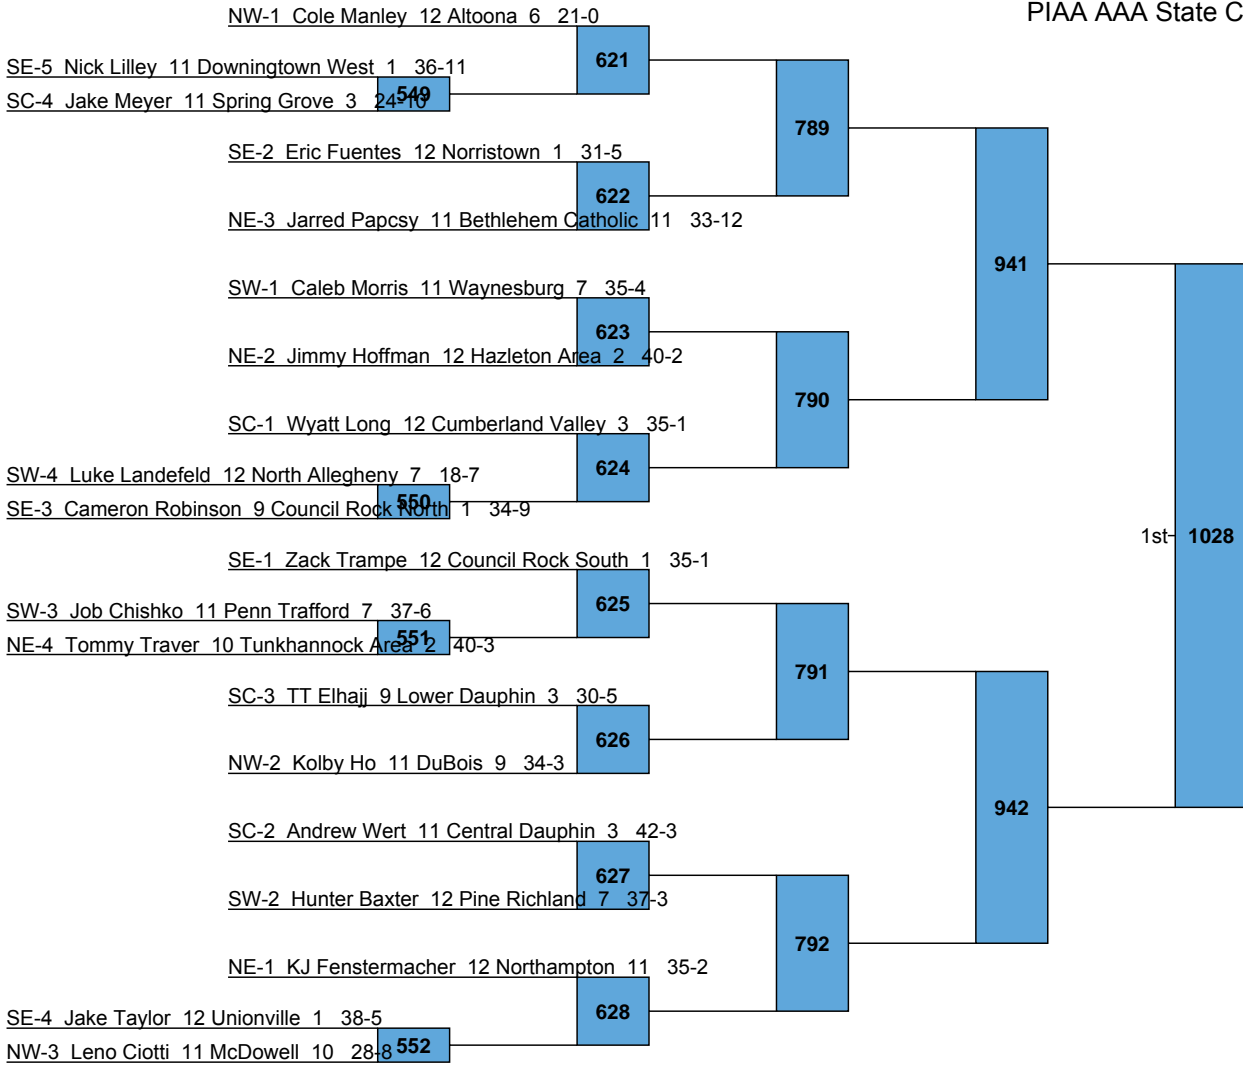 PIAA AAA State C
NW-1 Cole Manley 12 Altoona 6 21-0
621
SE-5 Nick Lilley 11 Downingtown West 1 36-11
549
SC-4 Jake Meyer 11 Spring Grove 3 24-10
789
SE-2 Eric Fuentes 12 Norristown 1 31-5
622
NE-3 Jarred Papcsy 11 Bethlehem Catholic 11 33-12
941
SW-1 Caleb Morris 11 Waynesburg 7 35-4
623
NE-2 Jimmy Hoffman 12 Hazleton Area 2 40-2
790
SC-1 Wyatt Long 12 Cumberland Valley 3 35-1
624
SW-4 Luke Landefeld 12 North Allegheny 7 18-7
550
SE-3 Cameron Robinson 9 Council Rock North 1 34-9
1st 1028
SE-1 Zack Trampe 12 Council Rock South 1 35-1
625
SW-3 Job Chishko 11 Penn Trafford 7 37-6
551
NE-4 Tommy Traver 10 Tunkhannock Area 2 40-3
791
SC-3 TT Elhajj 9 Lower Dauphin 3 30-5
626
NW-2 Kolby Ho 11 DuBois 9 34-3
942
SC-2 Andrew Wert 11 Central Dauphin 3 42-3
627
SW-2 Hunter Baxter 12 Pine Richland 7 37-3
792
NE-1 KJ Fenstermacher 12 Northampton 11 35-2
628
SE-4 Jake Taylor 12 Unionville 1 38-5
552
NW-3 Leno Ciotti 11 McDowell 10 28-8